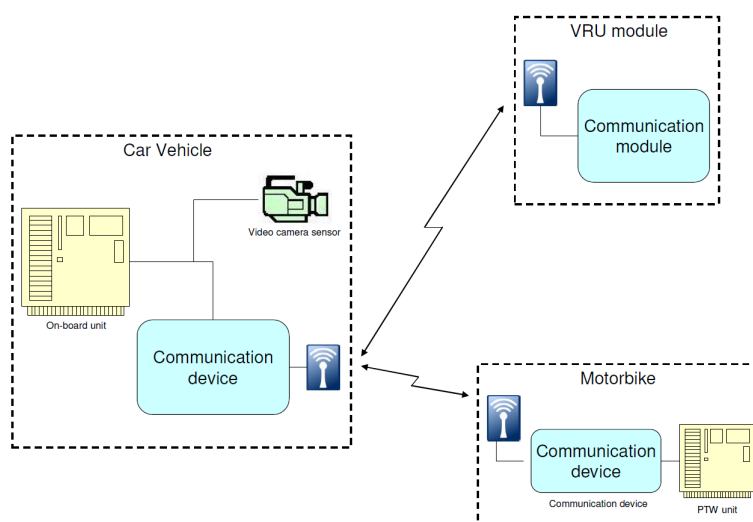 VRU module
Communication
module
Car Vehicle
Video camera sensor
On-board unit
Communication
device
Motorbike
Communication
device
Communication device
PTW unit